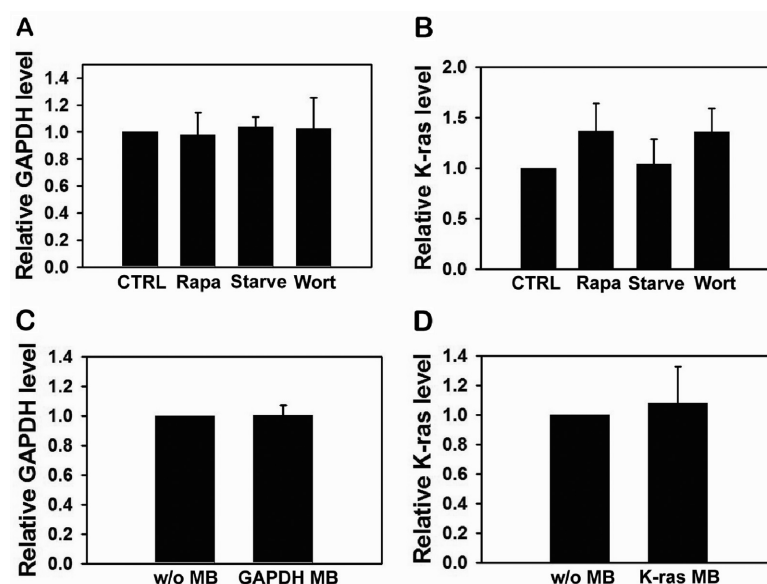 A
Relative GAPDH level
1.4
1.2
1.0
0.8
0.6
0.4
0.2
0.0
CTRL Rapa Starve Wort
B
Relative K-ras level
2.0
1.5
1.0
0.5
0.0
CTRL Rapa Starve Wort
C
Relative GAPDH level
1.4
1.2
1.0
0.8
0.6
0.4
0.2
0.0
w/o MB GAPDH MB
D
Relative K-ras level
1.4
1.2
1.0
0.8
0.6
0.4
0.2
0.0
w/o MB K-ras MB